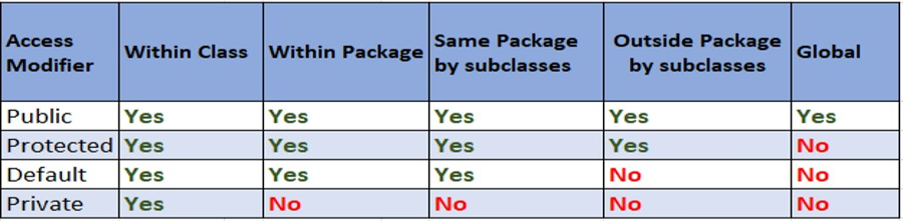 Access Modifier Within Class Within Package Same Package by subclasses Outside Package by subclasses Global
Public Yes Yes Yes Yes Yes
Protected Yes Yes Yes Yes No
Default Yes Yes Yes No No
Private Yes No No No No